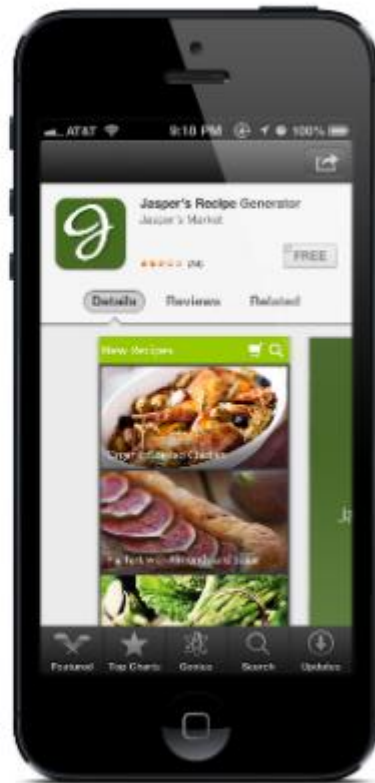 AT&T 9:10 PM 100%
Jasper's Recipe Generator
Jasper's Market
FREE
Details Reviews Related
New Recipes
Featured Top Charts Genius Search Updates